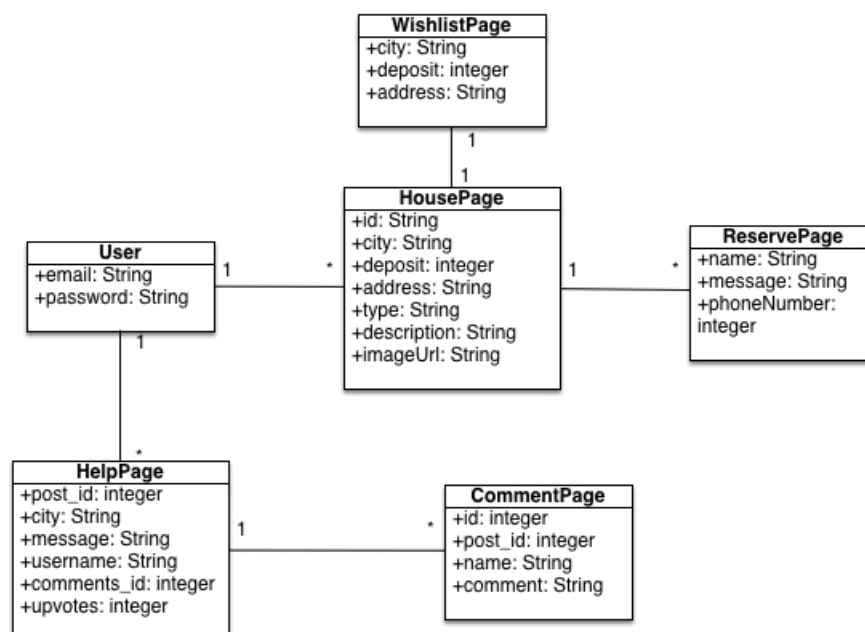 WishlistPage
+city: String
+deposit: integer
+address: String
1
1
HousePage
+id: String
+city: String
+deposit: integer
+address: String
+type: String
+description: String
+imageUrl: String
User
+email: String
+password: String
1
*
1
*
ReservePage
+name: String
+message: String
+phoneNumber:
integer
1
*
HelpPage
+post_id: integer
+city: String
+message: String
+username: String
+comments_id: integer
+upvotes: integer
1
*
CommentPage
+id: integer
+post_id: integer
+name: String
+comment: String